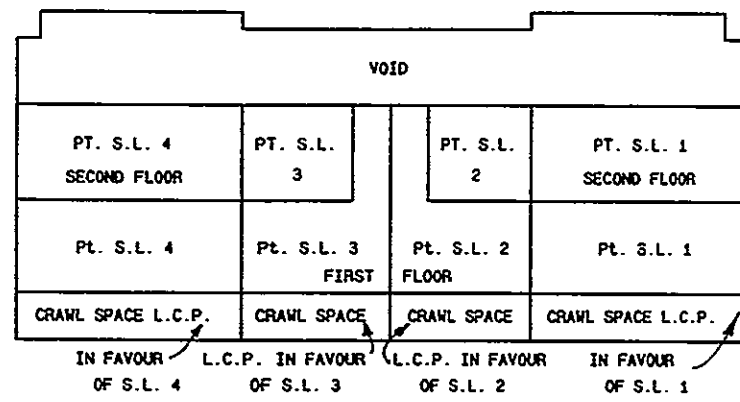 VOID
PT. S.L. 4
SECOND FLOOR
PT. S.L.
3
PT. S.L.
2
PT. S.L. 1
SECOND FLOOR
Pt. S.L. 4
Pt. S.L. 3
Pt. S.L. 2
Pt. S.L. 1
FIRST FLOOR
CRAWL SPACE L.C.P.
CRAWL SPACE
CRAWL SPACE
CRAWL SPACE L.C.P.
IN FAVOUR
OF S.L. 4
L.C.P. IN FAVOUR
OF S.L. 3
L.C.P. IN FAVOUR
OF S.L. 2
IN FAVOUR
OF S.L. 1